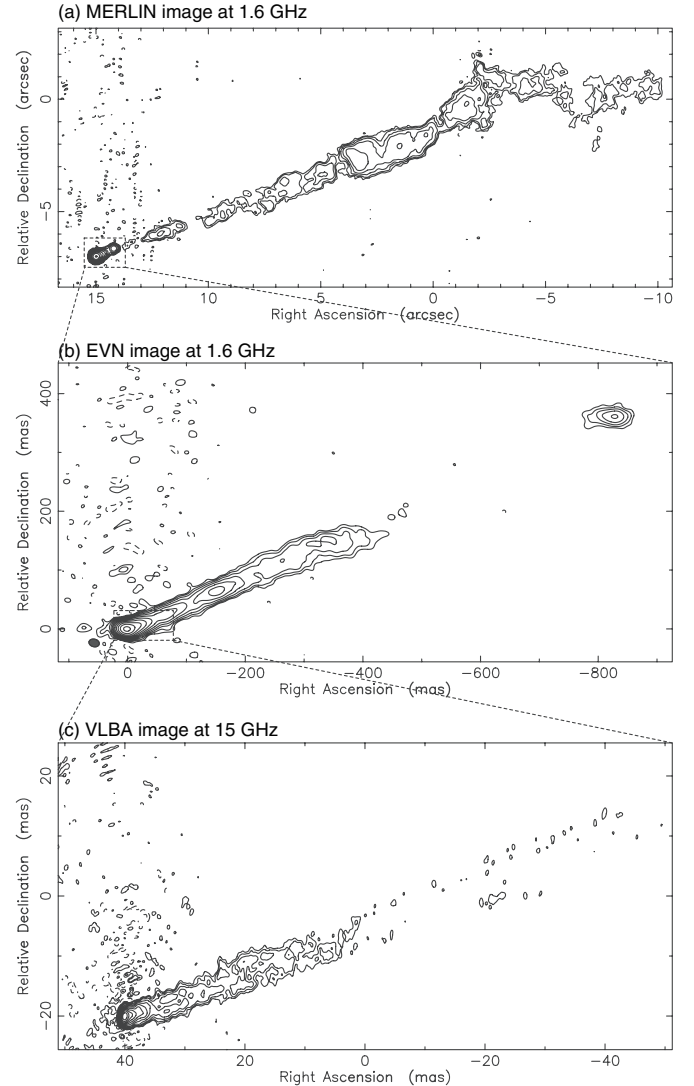 (a) MERLIN image at 1.6 GHz
Relative Declination (arcsec)
0
−5
15 10 5 0 −5 −10
Right Ascension (arcsec)
(b) EVN image at 1.6 GHz
Relative Declination (mas)
400
200
0
0 −200 −400 −600 −800
Right Ascension (mas)
(c) VLBA image at 15 GHz
Relative Declination (mas)
20
0
−20
40 20 0 −20 −40
Right Ascension (mas)